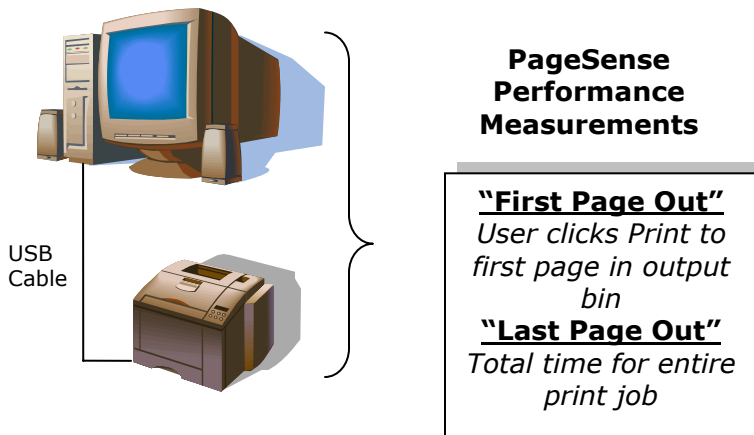 PageSense
Performance
Measurements
“First Page Out”
User clicks Print to
first page in output
bin
“Last Page Out”
Total time for entire
print job
USB
Cable